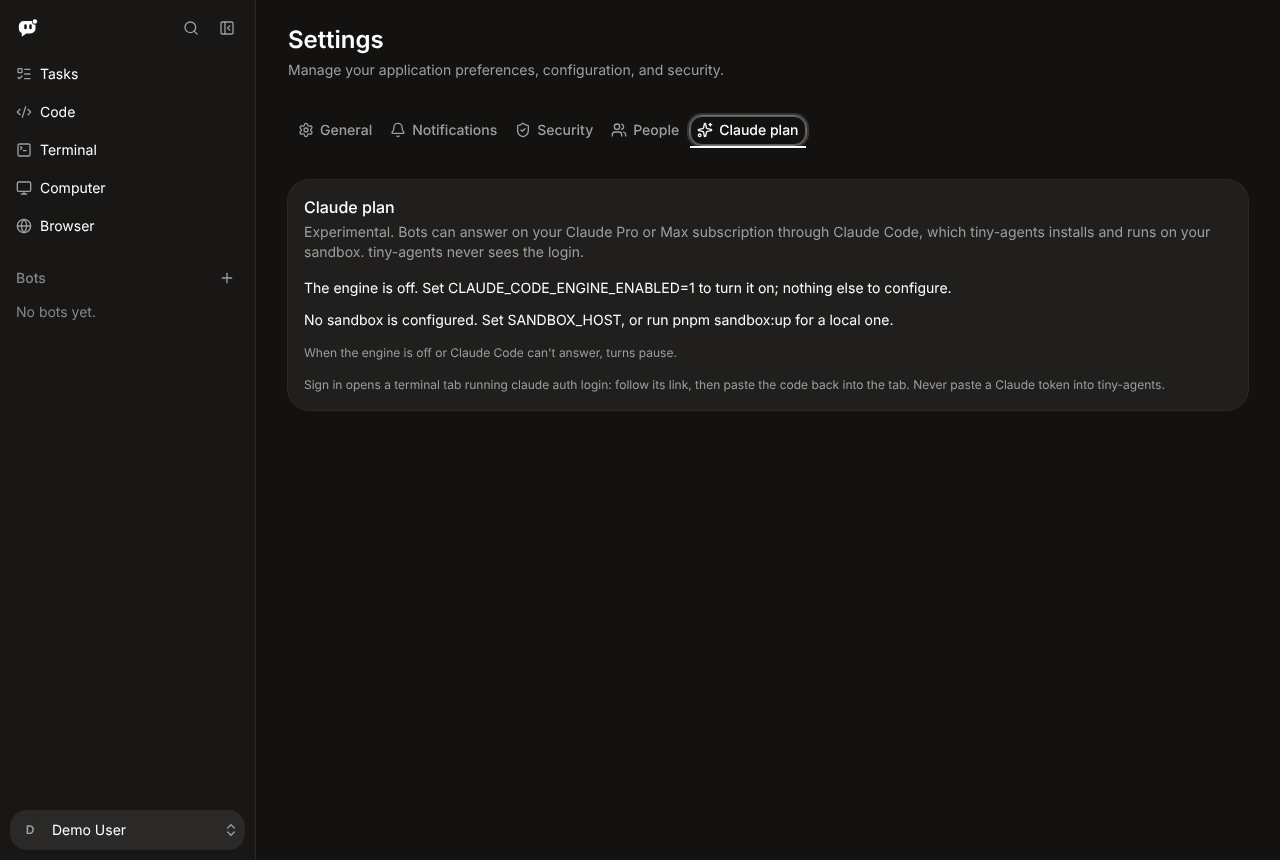 Tasks
Code
Terminal
Computer
Browser
Bots
No bots yet.
D Demo User
Settings
Manage your application preferences, configuration, and security.
General Notifications Security People Claude plan
Claude plan
Experimental. Bots can answer on your Claude Pro or Max subscription through Claude Code, which tiny-agents installs and runs on your
sandbox. tiny-agents never sees the login.
The engine is off. Set CLAUDE_CODE_ENGINE_ENABLED=1 to turn it on; nothing else to configure.
No sandbox is configured. Set SANDBOX_HOST, or run pnpm sandbox:up for a local one.
When the engine is off or Claude Code can't answer, turns pause.
Sign in opens a terminal tab running claude auth login: follow its link, then paste the code back into the tab. Never paste a Claude token into tiny-agents.